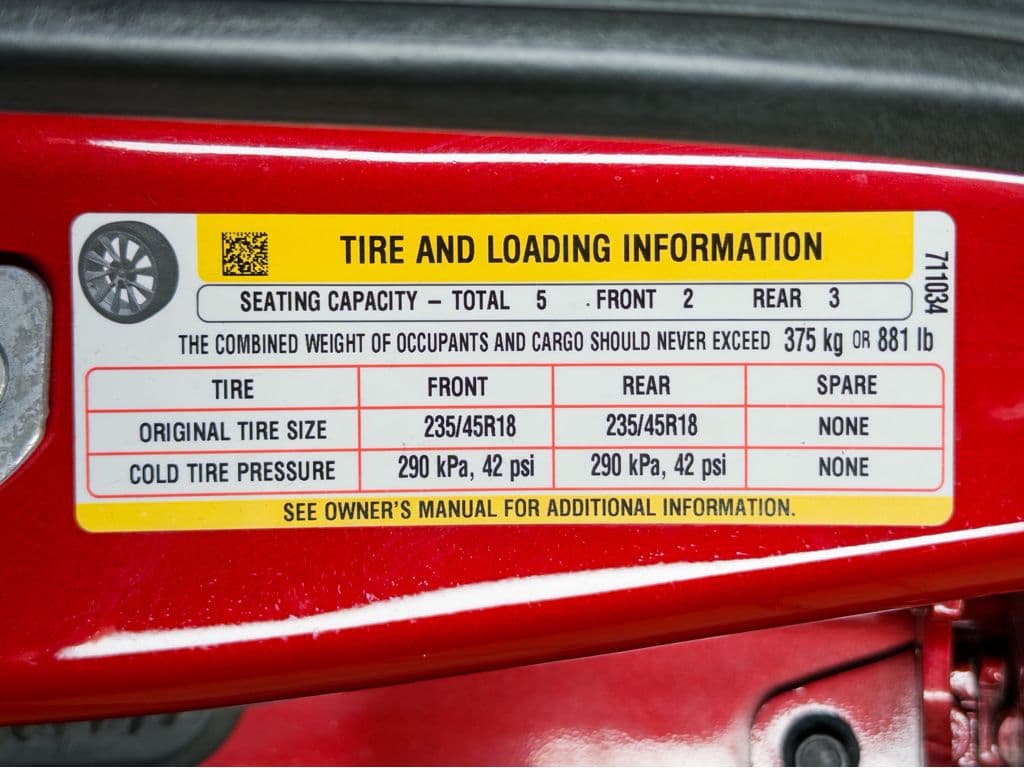 TIRE AND LOADING INFORMATION
711034
SEATING CAPACITY – TOTAL 5 FRONT 2 REAR 3
THE COMBINED WEIGHT OF OCCUPANTS AND CARGO SHOULD NEVER EXCEED 375 kg OR 881 lb
TIRE FRONT REAR SPARE
ORIGINAL TIRE SIZE 235/45R18 235/45R18 NONE
COLD TIRE PRESSURE 290 kPa, 42 psi 290 kPa, 42 psi NONE
SEE OWNER'S MANUAL FOR ADDITIONAL INFORMATION.